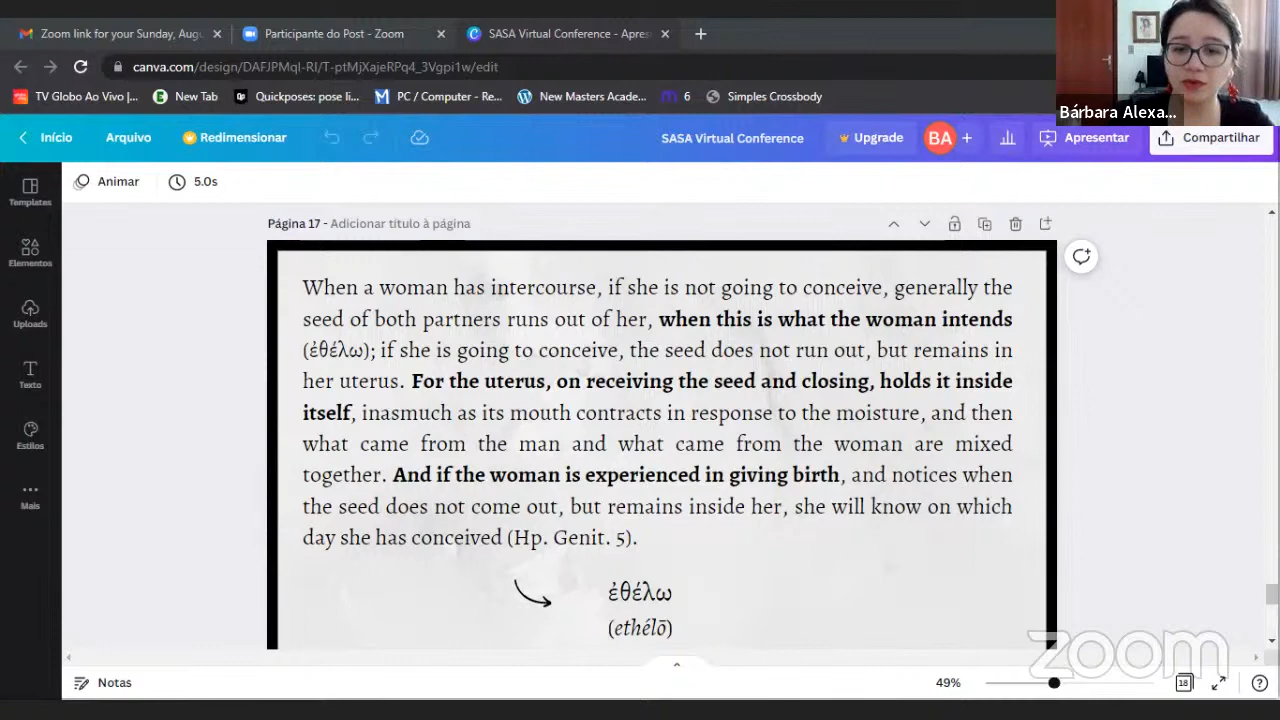 Zoom link for your Sunday, Augu
Participante do Post - Zoom
SASA Virtual Conference - Apres
canva.com/design/DAFJPMqI-RI/T-ptMjXajeRPq4_3Vgpi1w/edit
TV Globo Ao Vivo |...
New Tab
Quickposes: pose li...
PC / Computer - Re...
New Masters Acade...
6
Simples Crossbody
Bárbara Alexa...
Início
Arquivo
Redimensionar
SASA Virtual Conference
Upgrade
BA
Apresentar
Compartilhar
Animar
5.0s
Templates
Elementos
Uploads
Texto
Estilos
Mais
Página 17 - Adicionar título à página
When a woman has intercourse, if she is not going to conceive, generally the
seed of both partners runs out of her, when this is what the woman intends
(ἐθέλω); if she is going to conceive, the seed does not run out, but remains in
her uterus. For the uterus, on receiving the seed and closing, holds it inside
itself, inasmuch as its mouth contracts in response to the moisture, and then
what came from the man and what came from the woman are mixed
together. And if the woman is experienced in giving birth, and notices when
the seed does not come out, but remains inside her, she will know on which
day she has conceived (Hp. Genit. 5).
ἐθέλω
(ethélō)
zoom
Notas
49%
18